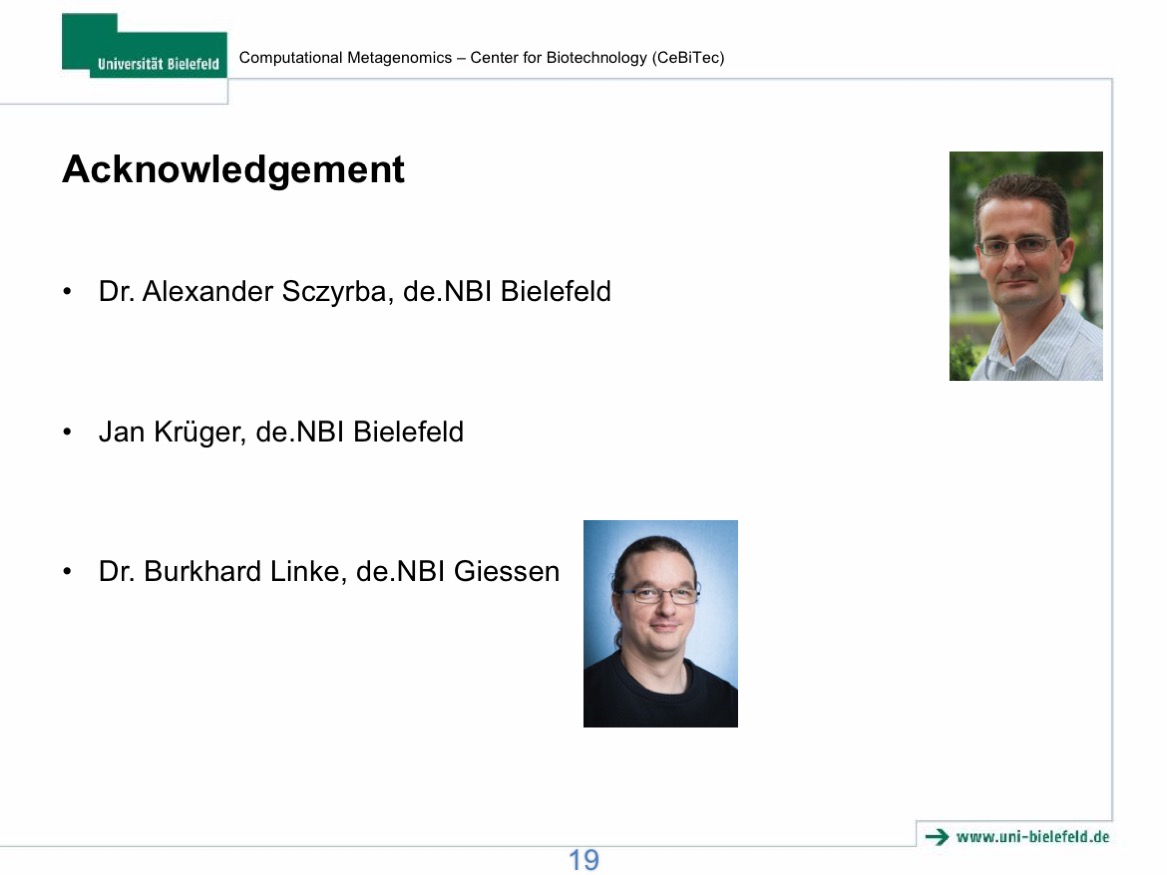 Universität Bielefeld
Computational Metagenomics – Center for Biotechnology (CeBiTec)
Acknowledgement
• Dr. Alexander Sczyrba, de.NBI Bielefeld
• Jan Krüger, de.NBI Bielefeld
• Dr. Burkhard Linke, de.NBI Giessen
www.uni-bielefeld.de
19